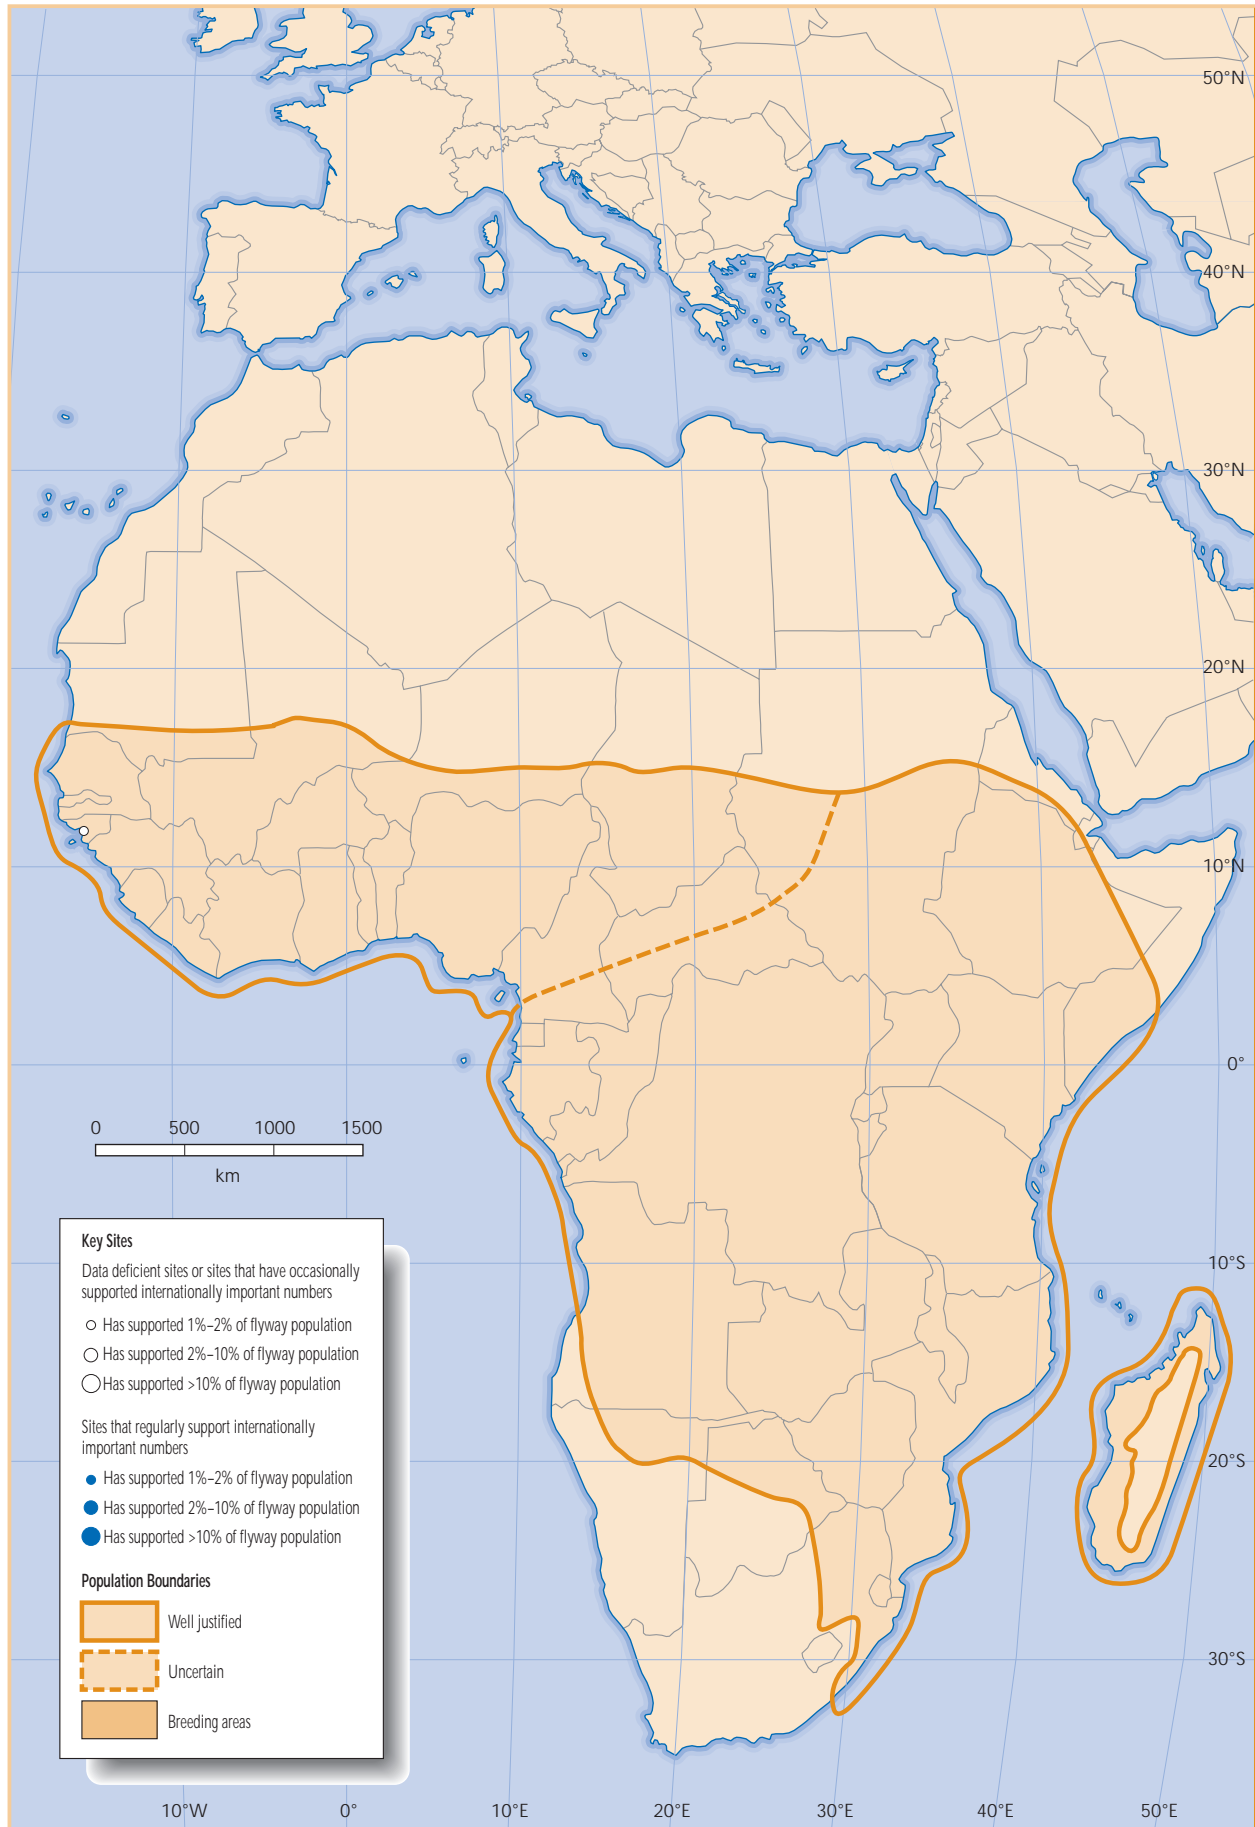 50°N
40°N
30°N
20°N
10°N
0°
10°S
20°S
30°S
0 500 1000 1500
km
Key Sites
Data deficient sites or sites that have occasionally
supported internationally important numbers
Has supported 1%–2% of flyway population
Has supported 2%–10% of flyway population
Has supported >10% of flyway population
Sites that regularly support internationally
important numbers
Has supported 1%–2% of flyway population
Has supported 2%–10% of flyway population
Has supported >10% of flyway population
Population Boundaries
Well justified
Uncertain
Breeding areas
10°W 0° 10°E 20°E 30°E 40°E 50°E